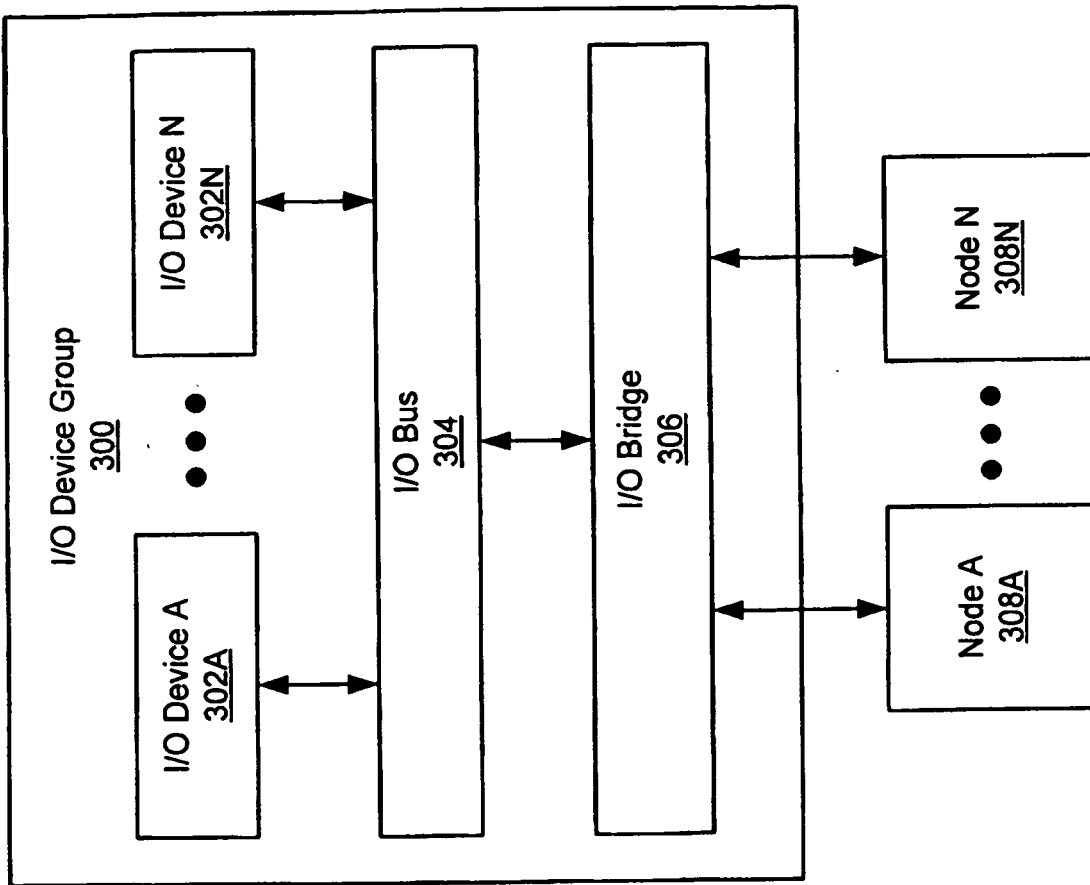 I/O Device Group
300
I/O Device A
302A
I/O Device N
302N
I/O Bus
304
I/O Bridge
306
Node A
308A
Node N
308N